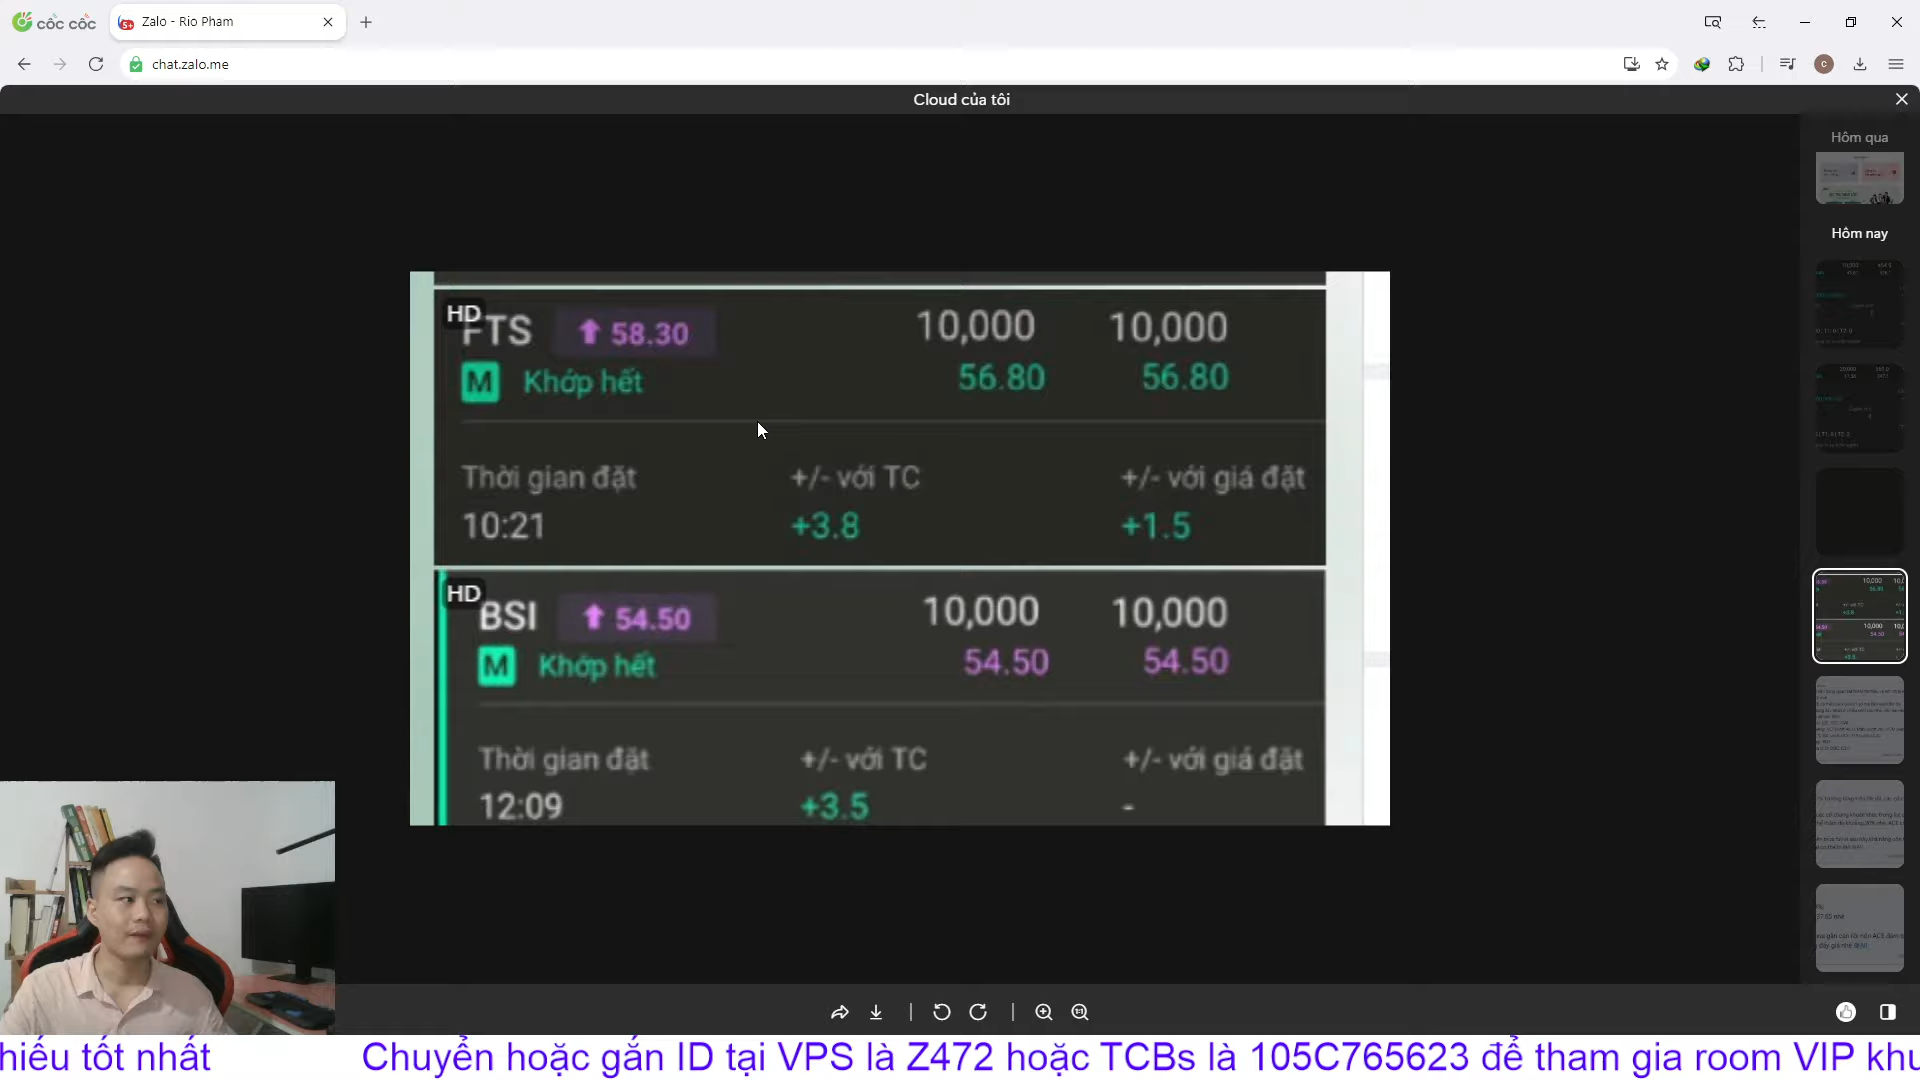 cốc cốc
Zalo - Rio Pham
chat.zalo.me
Cloud của tôi
Hôm qua
Hôm nay
HD
FTS 58.30 10,000 10,000
M Khớp hết 56.80 56.80
Thời gian đặt +/- với TC +/- với giá đặt
10:21 +3.8 +1.5
HD
BSI 54.50 10,000 10,000
M Khớp hết 54.50 54.50
Thời gian đặt +/- với TC +/- với giá đặt
12:09 +3.5 -
hiếu tốt nhất Chuyển hoặc gắn ID tại VPS là Z472 hoặc TCBs là 105C765623 để tham gia room VIP khu